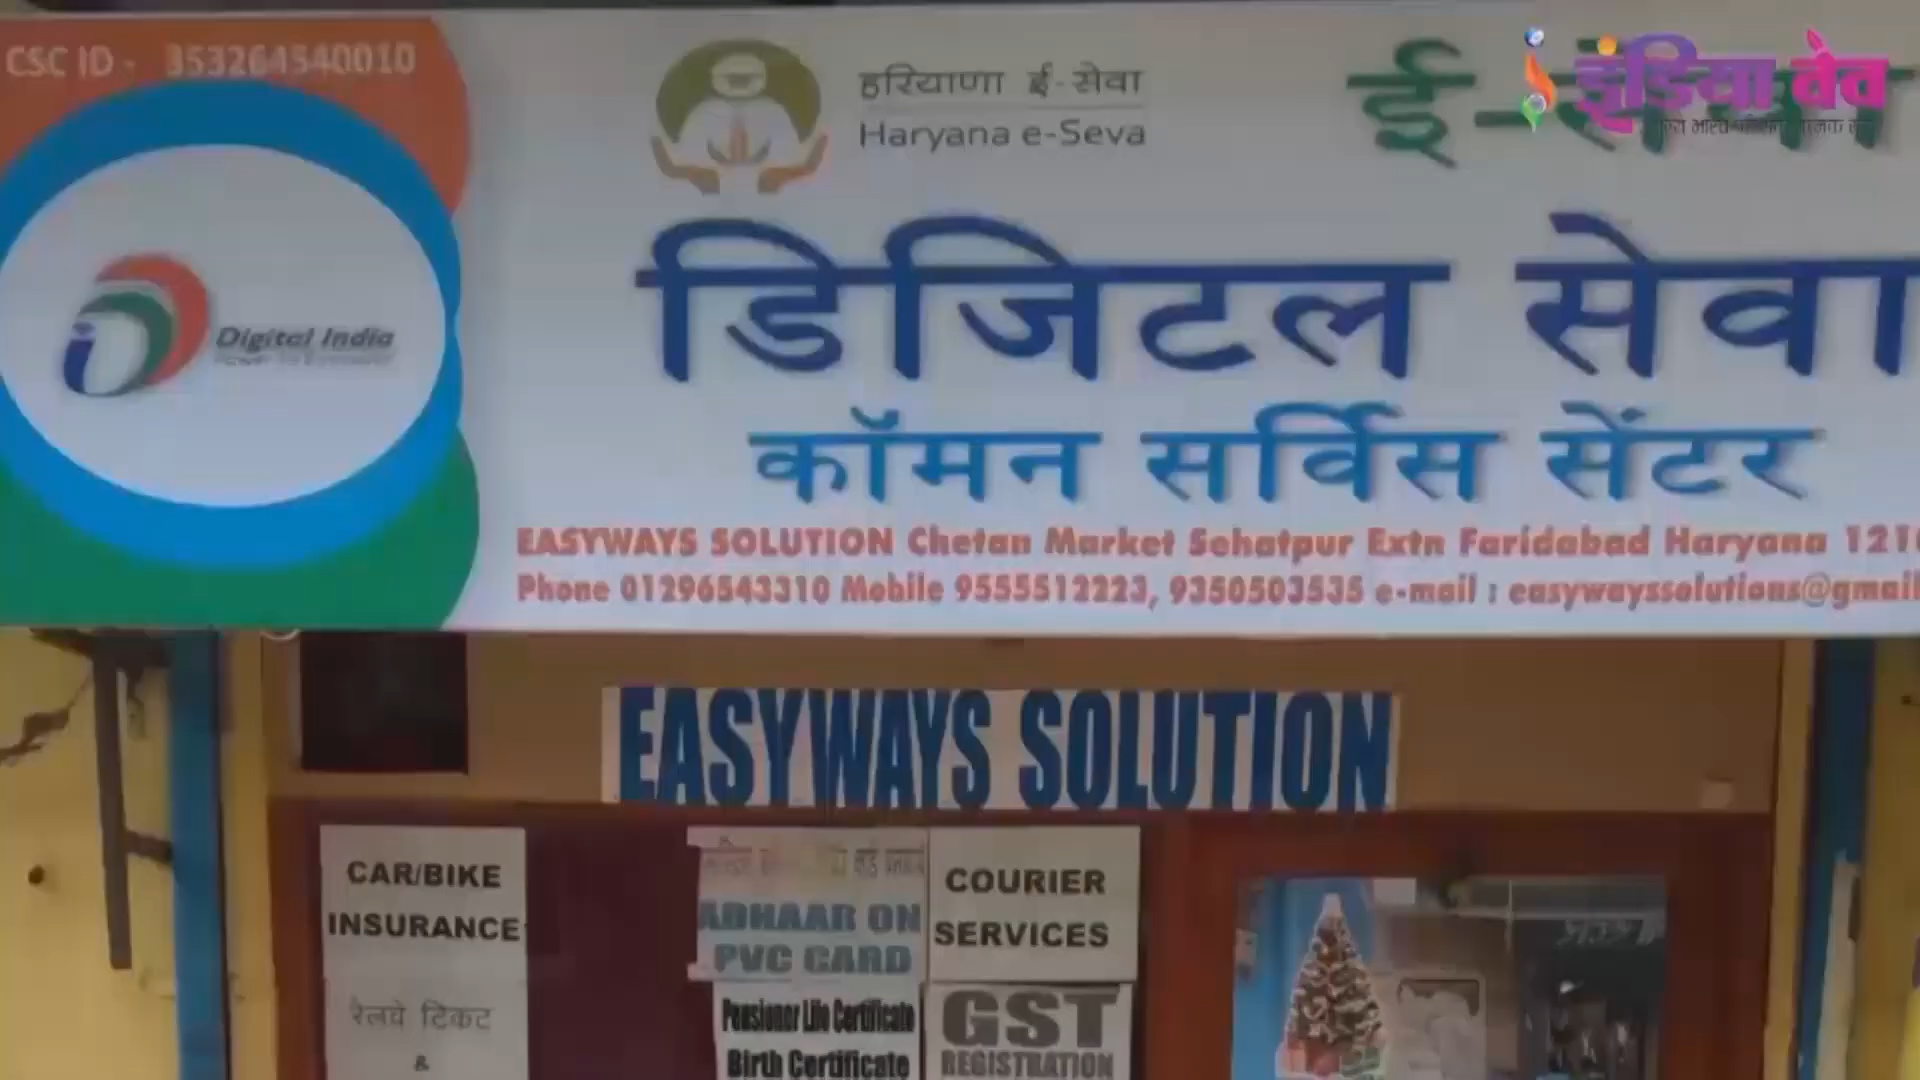 CSC ID - 353264540010
हरियाणा ई-सेवा
Haryana e-Seva
इंडिया वेव
Digital India
डिजिटल सेवा
कॉमन सर्विस सेंटर
EASYWAYS SOLUTION Chetan Market Sehatpur Extn Faridabad Haryana 121
Phone 01296543310 Mobile 9555512223, 9350503535 e-mail : easywayssolutions@gmail
EASYWAYS SOLUTION
CAR/BIKE
INSURANCE
रेलवे टिकट
&
ADHAAR ON
PVC CARD
Pensioner Life Certificate
Birth Certificate
COURIER
SERVICES
GST
REGISTRATION